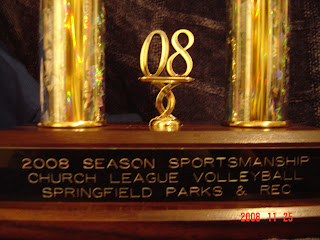 08
2008 SEASON SPORTSMANSHIP
CHURCH LEAGUE VOLLEYBALL
SPRINGFIELD PARKS & REC
2008 11 25